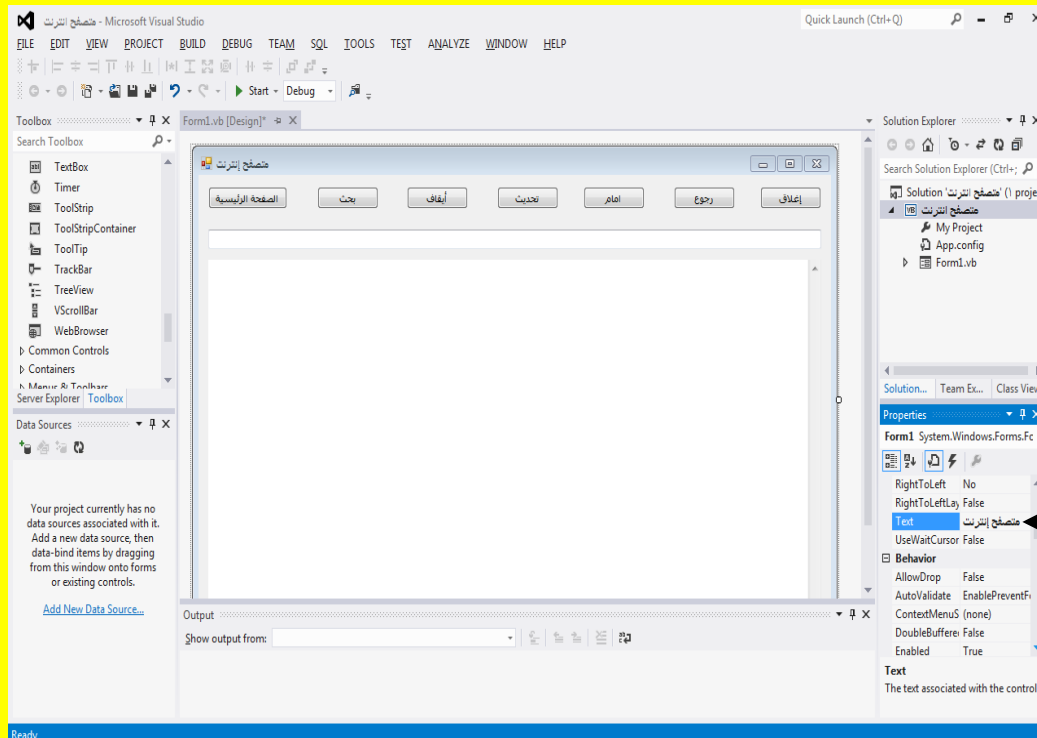 متصفح انترنت - Microsoft Visual Studio
Quick Launch (Ctrl+Q)
FILE EDIT VIEW PROJECT BUILD DEBUG TEAM SQL TOOLS TEST ANALYZE WINDOW HELP
Start Debug
Toolbox
Search Toolbox
TextBox
Timer
ToolStrip
ToolStripContainer
ToolTip
TrackBar
TreeView
VScrollBar
WebBrowser
Common Controls
Containers
Menus & Toolbars
Server Explorer Toolbox
Data Sources
Your project currently has no
data sources associated with it.
Add a new data source, then
data-bind items by dragging
from this window onto forms
or existing controls.
Add New Data Source...
Form1.vb [Design]*
متصفح إنترنت
الصفحة الرئيسية
بحث
أيقاف
تحديث
امام
رجوع
إغلاق
Output
Show output from:
Solution Explorer
Search Solution Explorer (Ctrl+;
Solution 'متصفح انترنت' (١ proje
متصفح انترنت
My Project
App.config
Form1.vb
Solution... Team Ex... Class View
Properties
Form1 System.Windows.Forms.Fc
RightToLeft No
RightToLeftLay False
Text متصفح إنترنت
UseWaitCursor False
Behavior
AllowDrop False
AutoValidate EnablePreventF
ContextMenuS (none)
DoubleBuffere False
Enabled True
Text
The text associated with the control
Ready